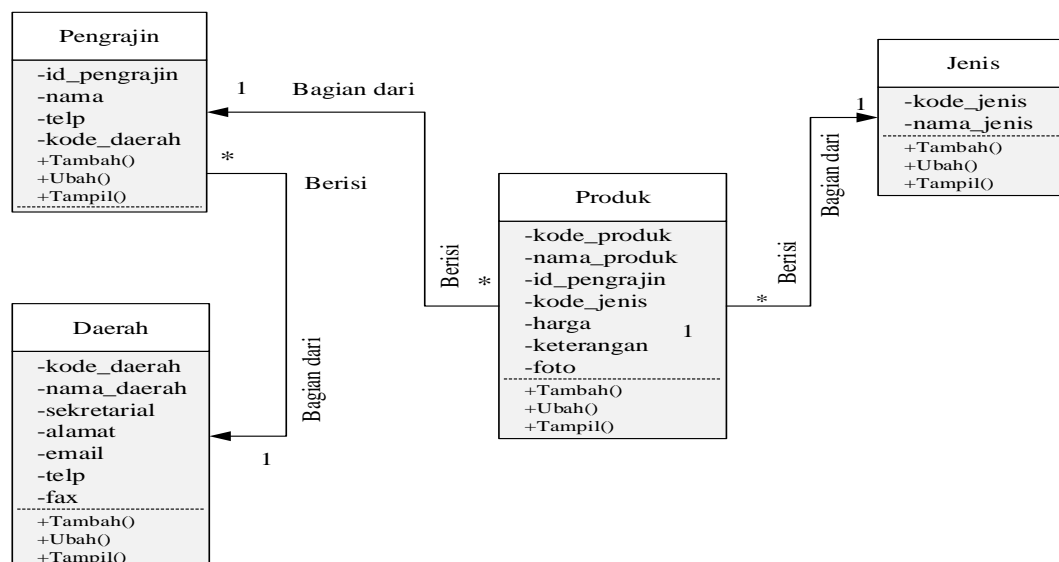 Pengrajin
-id_pengrajin
-nama
-telp
-kode_daerah
+Tambah()
+Ubah()
+Tampil()
1
Bagian dari
*
Berisi
Berisi
*
Bagian dari
1
Daerah
-kode_daerah
-nama_daerah
-sekretarial
-alamat
-email
-telp
-fax
+Tambah()
+Ubah()
+Tampil()
Produk
-kode_produk
-nama_produk
-id_pengrajin
-kode_jenis
-harga
1
-keterangan
-foto
+Tambah()
+Ubah()
+Tampil()
*
Berisi
Bagian dari
1
Jenis
-kode_jenis
-nama_jenis
+Tambah()
+Ubah()
+Tampil()